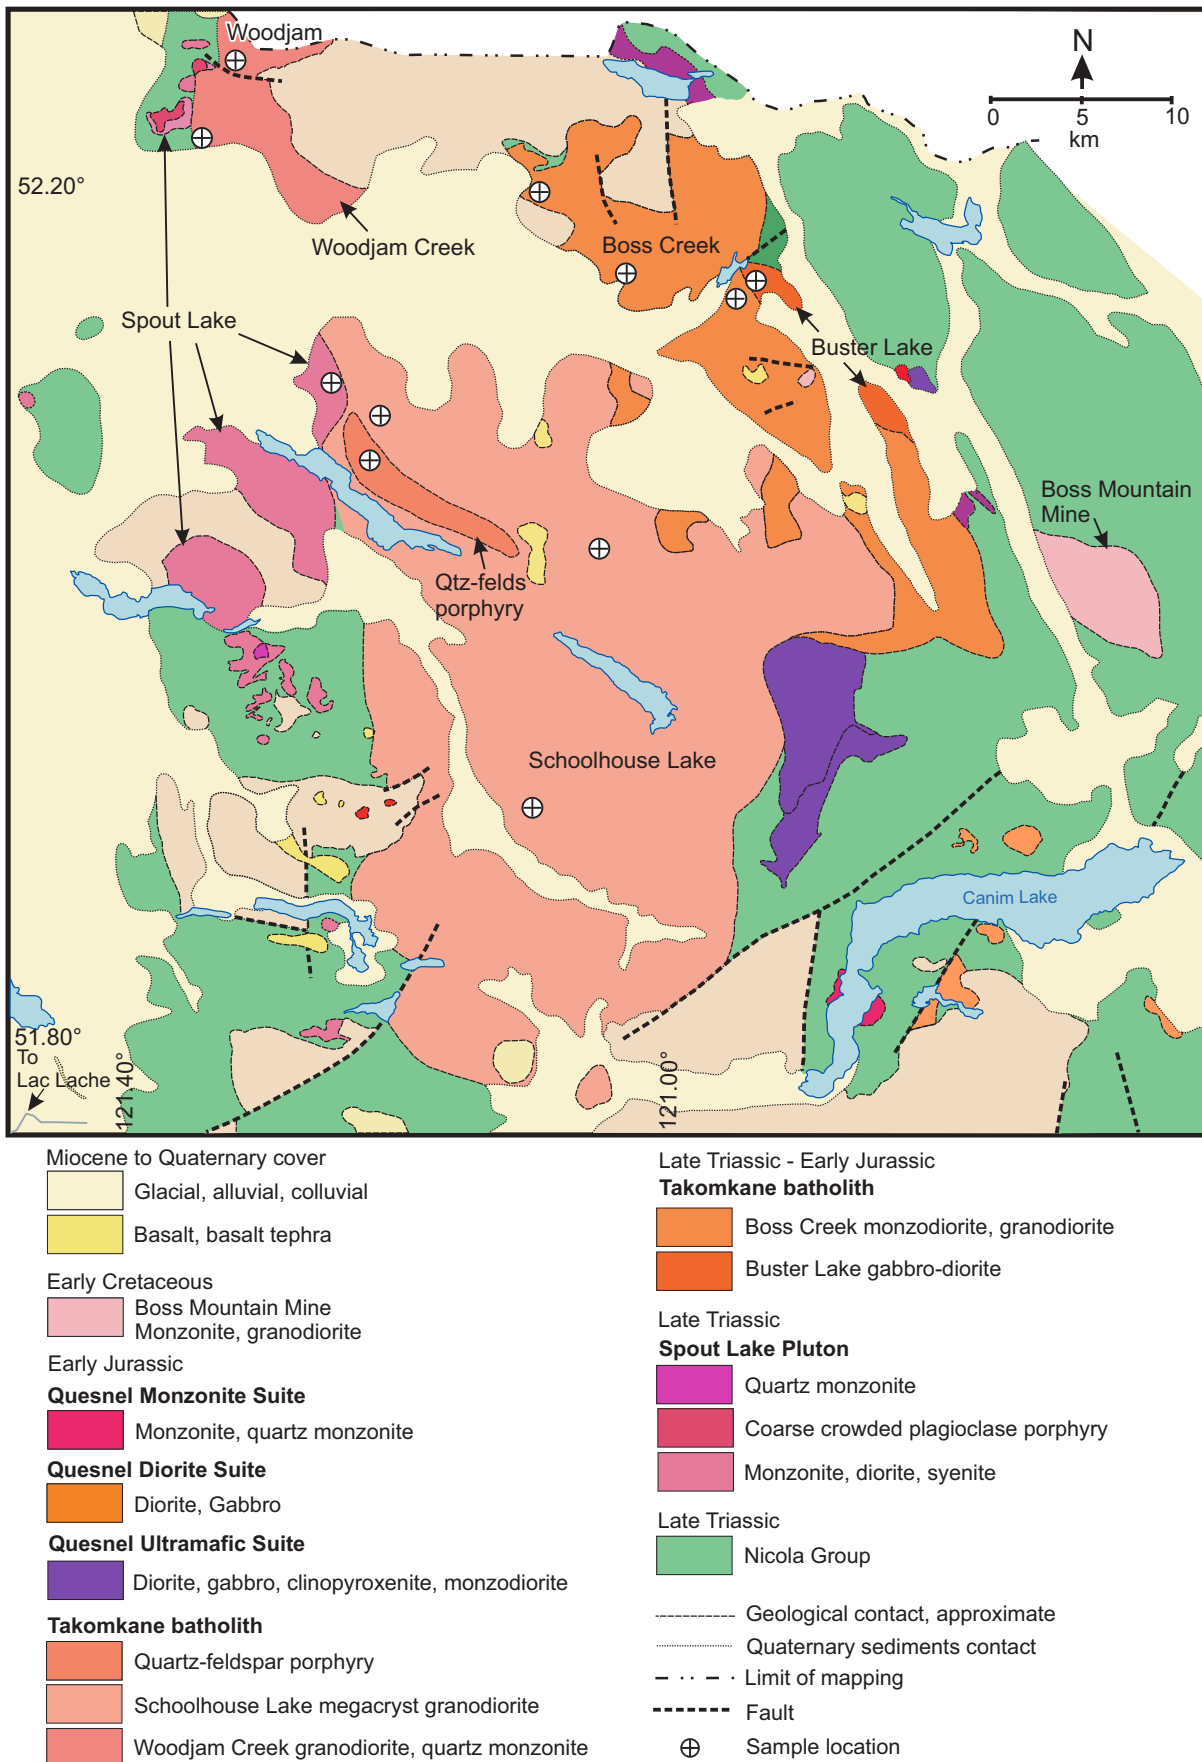 Woodjam
N
0 5 10
km
52.20°
Woodjam Creek
Boss Creek
Spout Lake
Buster Lake
Boss Mountain
Mine
Qtz-felds
porphyry
Schoolhouse Lake
Canim Lake
51.80°
To
Lac Lache
121.40°
121.00°
Miocene to Quaternary cover
Glacial, alluvial, colluvial
Basalt, basalt tephra
Early Cretaceous
Boss Mountain Mine
Monzonite, granodiorite
Early Jurassic
Quesnel Monzonite Suite
Monzonite, quartz monzonite
Quesnel Diorite Suite
Diorite, Gabbro
Quesnel Ultramafic Suite
Diorite, gabbro, clinopyroxenite, monzodiorite
Takomkane batholith
Quartz-feldspar porphyry
Schoolhouse Lake megacryst granodiorite
Woodjam Creek granodiorite, quartz monzonite
Late Triassic - Early Jurassic
Takomkane batholith
Boss Creek monzodiorite, granodiorite
Buster Lake gabbro-diorite
Late Triassic
Spout Lake Pluton
Quartz monzonite
Coarse crowded plagioclase porphyry
Monzonite, diorite, syenite
Late Triassic
Nicola Group
Geological contact, approximate
Quaternary sediments contact
Limit of mapping
Fault
Sample location